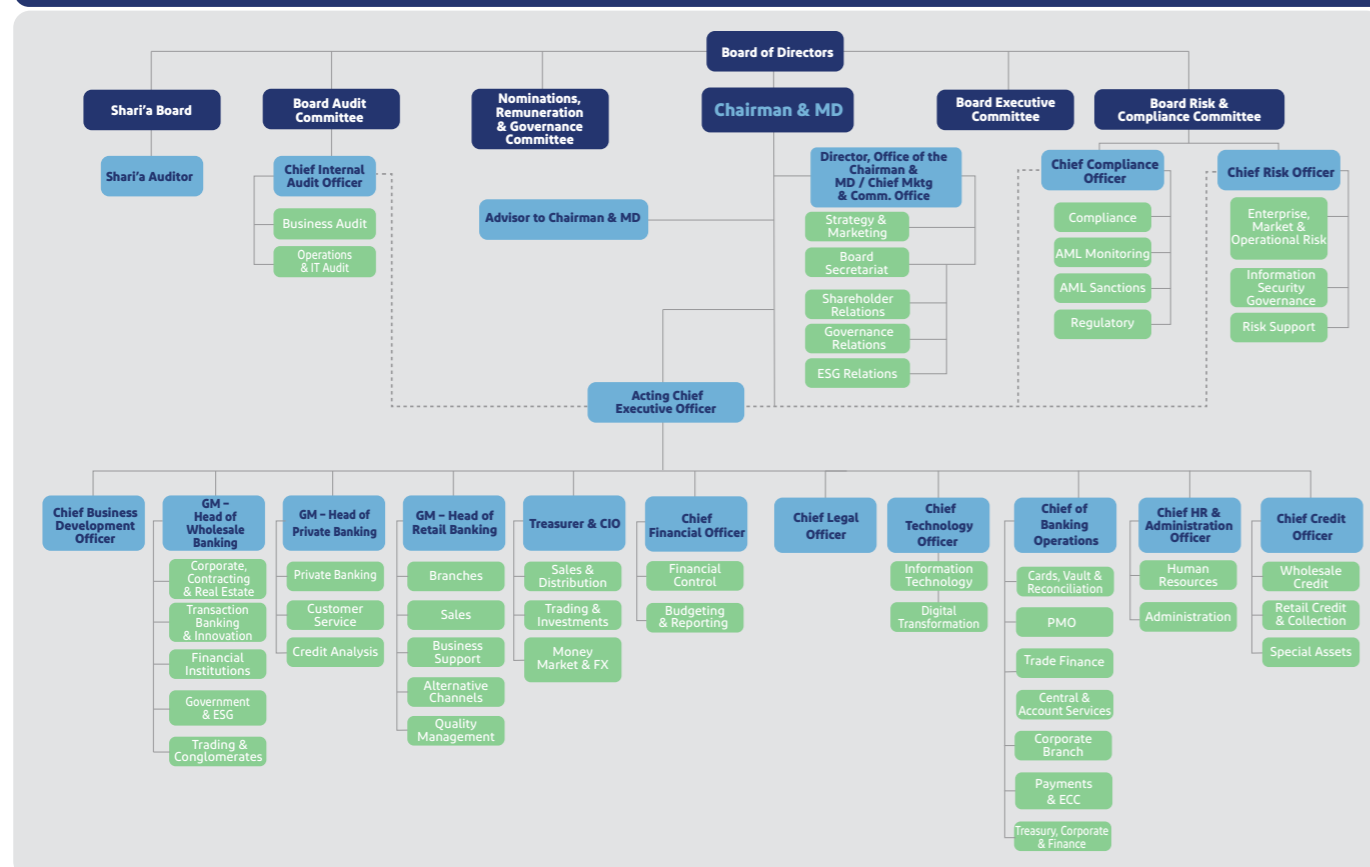 Board of Directors
Shari'a Board
Board Audit
Committee
Nominations,
Remuneration
& Governance
Committee
Chairman & MD
Board Executive
Committee
Board Risk &
Compliance Committee
Shari'a Auditor
Chief Internal
Audit Officer
Business Audit
Operations
& IT Audit
Advisor to Chairman & MD
Director, Office of the
Chairman &
MD / Chief Mktg
& Comm. Office
Strategy &
Marketing
Board
Secretariat
Shareholder
Relations
Governance
Relations
ESG Relations
Chief Compliance
Officer
Compliance
AML Monitoring
AML Sanctions
Regulatory
Chief Risk Officer
Enterprise,
Market &
Operational Risk
Information
Security
Governance
Risk Support
Acting Chief
Executive Officer
Chief Business
Development
Officer
GM –
Head of
Wholesale
Banking
Corporate,
Contracting
& Real Estate
Transaction
Banking
& Innovation
Financial
Institutions
Government
& ESG
Trading &
Conglomerates
GM – Head of
Private Banking
Private Banking
Customer
Service
Credit Analysis
GM – Head of
Retail Banking
Branches
Sales
Business
Support
Alternative
Channels
Quality
Management
Treasurer & CIO
Sales &
Distribution
Trading &
Investments
Money
Market & FX
Chief
Financial Officer
Financial
Control
Budgeting
& Reporting
Chief Legal
Officer
Chief
Technology
Officer
Information
Technology
Digital
Transformation
Chief of
Banking
Operations
Cards, Vault &
Reconciliation
PMO
Trade Finance
Central &
Account Services
Corporate
Branch
Payments
& ECC
Treasury, Corporate
& Finance
Chief HR &
Administration
Officer
Human
Resources
Administration
Chief Credit
Officer
Wholesale
Credit
Retail Credit
& Collection
Special Assets